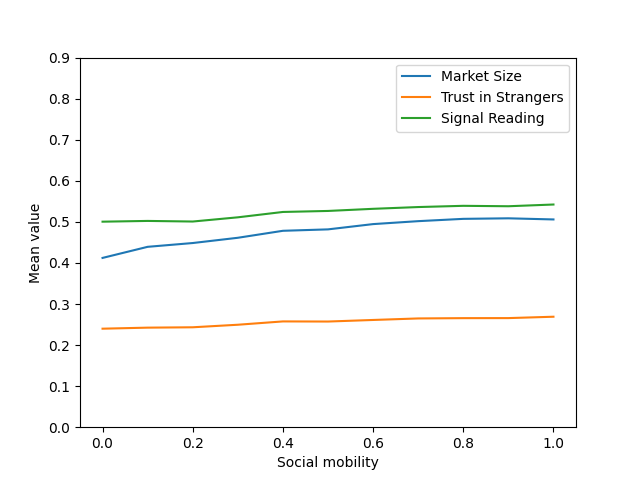 Market Size
Trust in Strangers
Signal Reading
0.9
0.8
0.7
0.6
0.5
0.4
0.3
0.2
0.1
0.0
Mean value
0.0 0.2 0.4 0.6 0.8 1.0
Social mobility